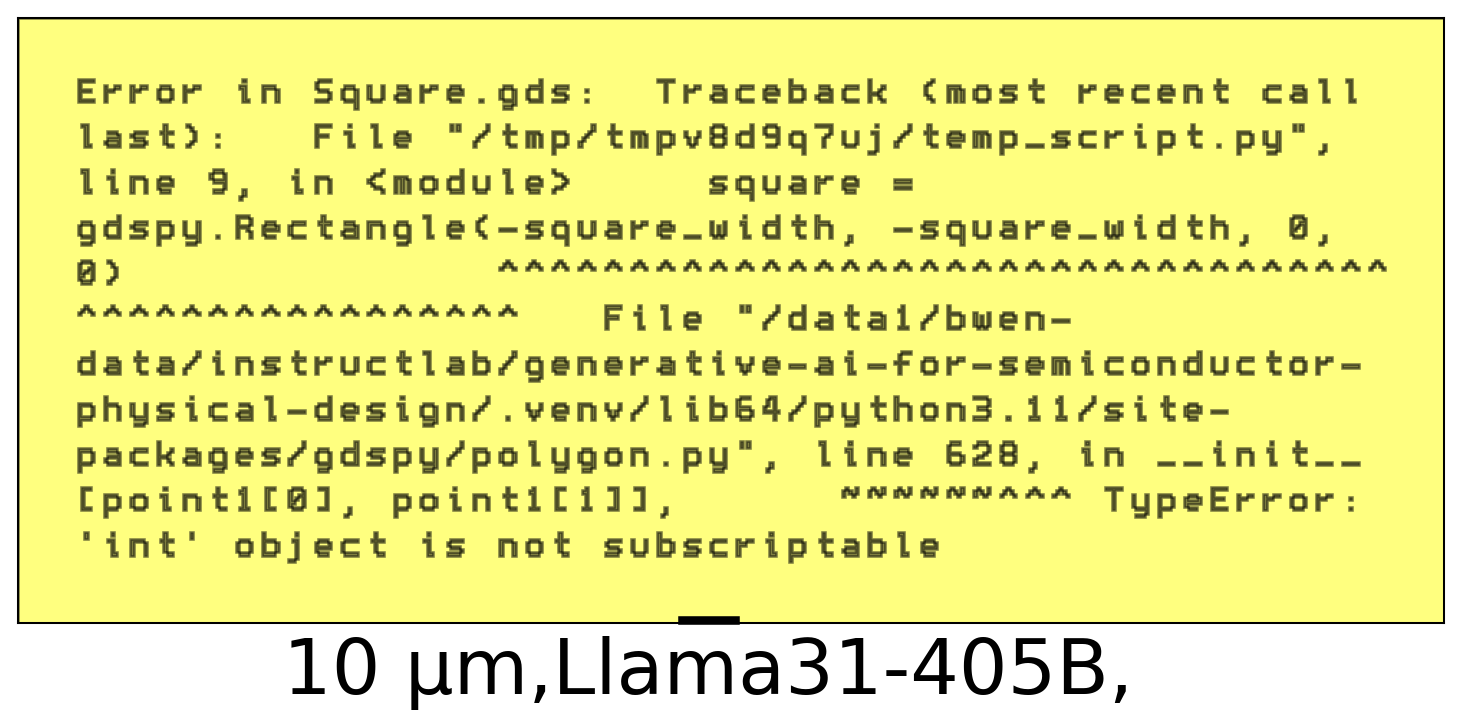 Error in Square.gds:  Traceback (most recent call
last):   File "/tmp/tmpv8d9q7uj/temp_script.py",
line 9, in <module>     square =
gdspy.Rectangle(-square_width, -square_width, 0,
0)              ^^^^^^^^^^^^^^^^^^^^^^^^^^^^^^^^^^
^^^^^^^^^^^^^^^^^   File "/data1/bwen-
data/instructlab/generative-ai-for-semiconductor-
physical-design/.venv/lib64/python3.11/site-
packages/gdspy/polygon.py", line 628, in __init__
[point1[0], point1[1]],      ~~~~~~^^^ TypeError:
'int' object is not subscriptable
10 µm,Llama31-405B,